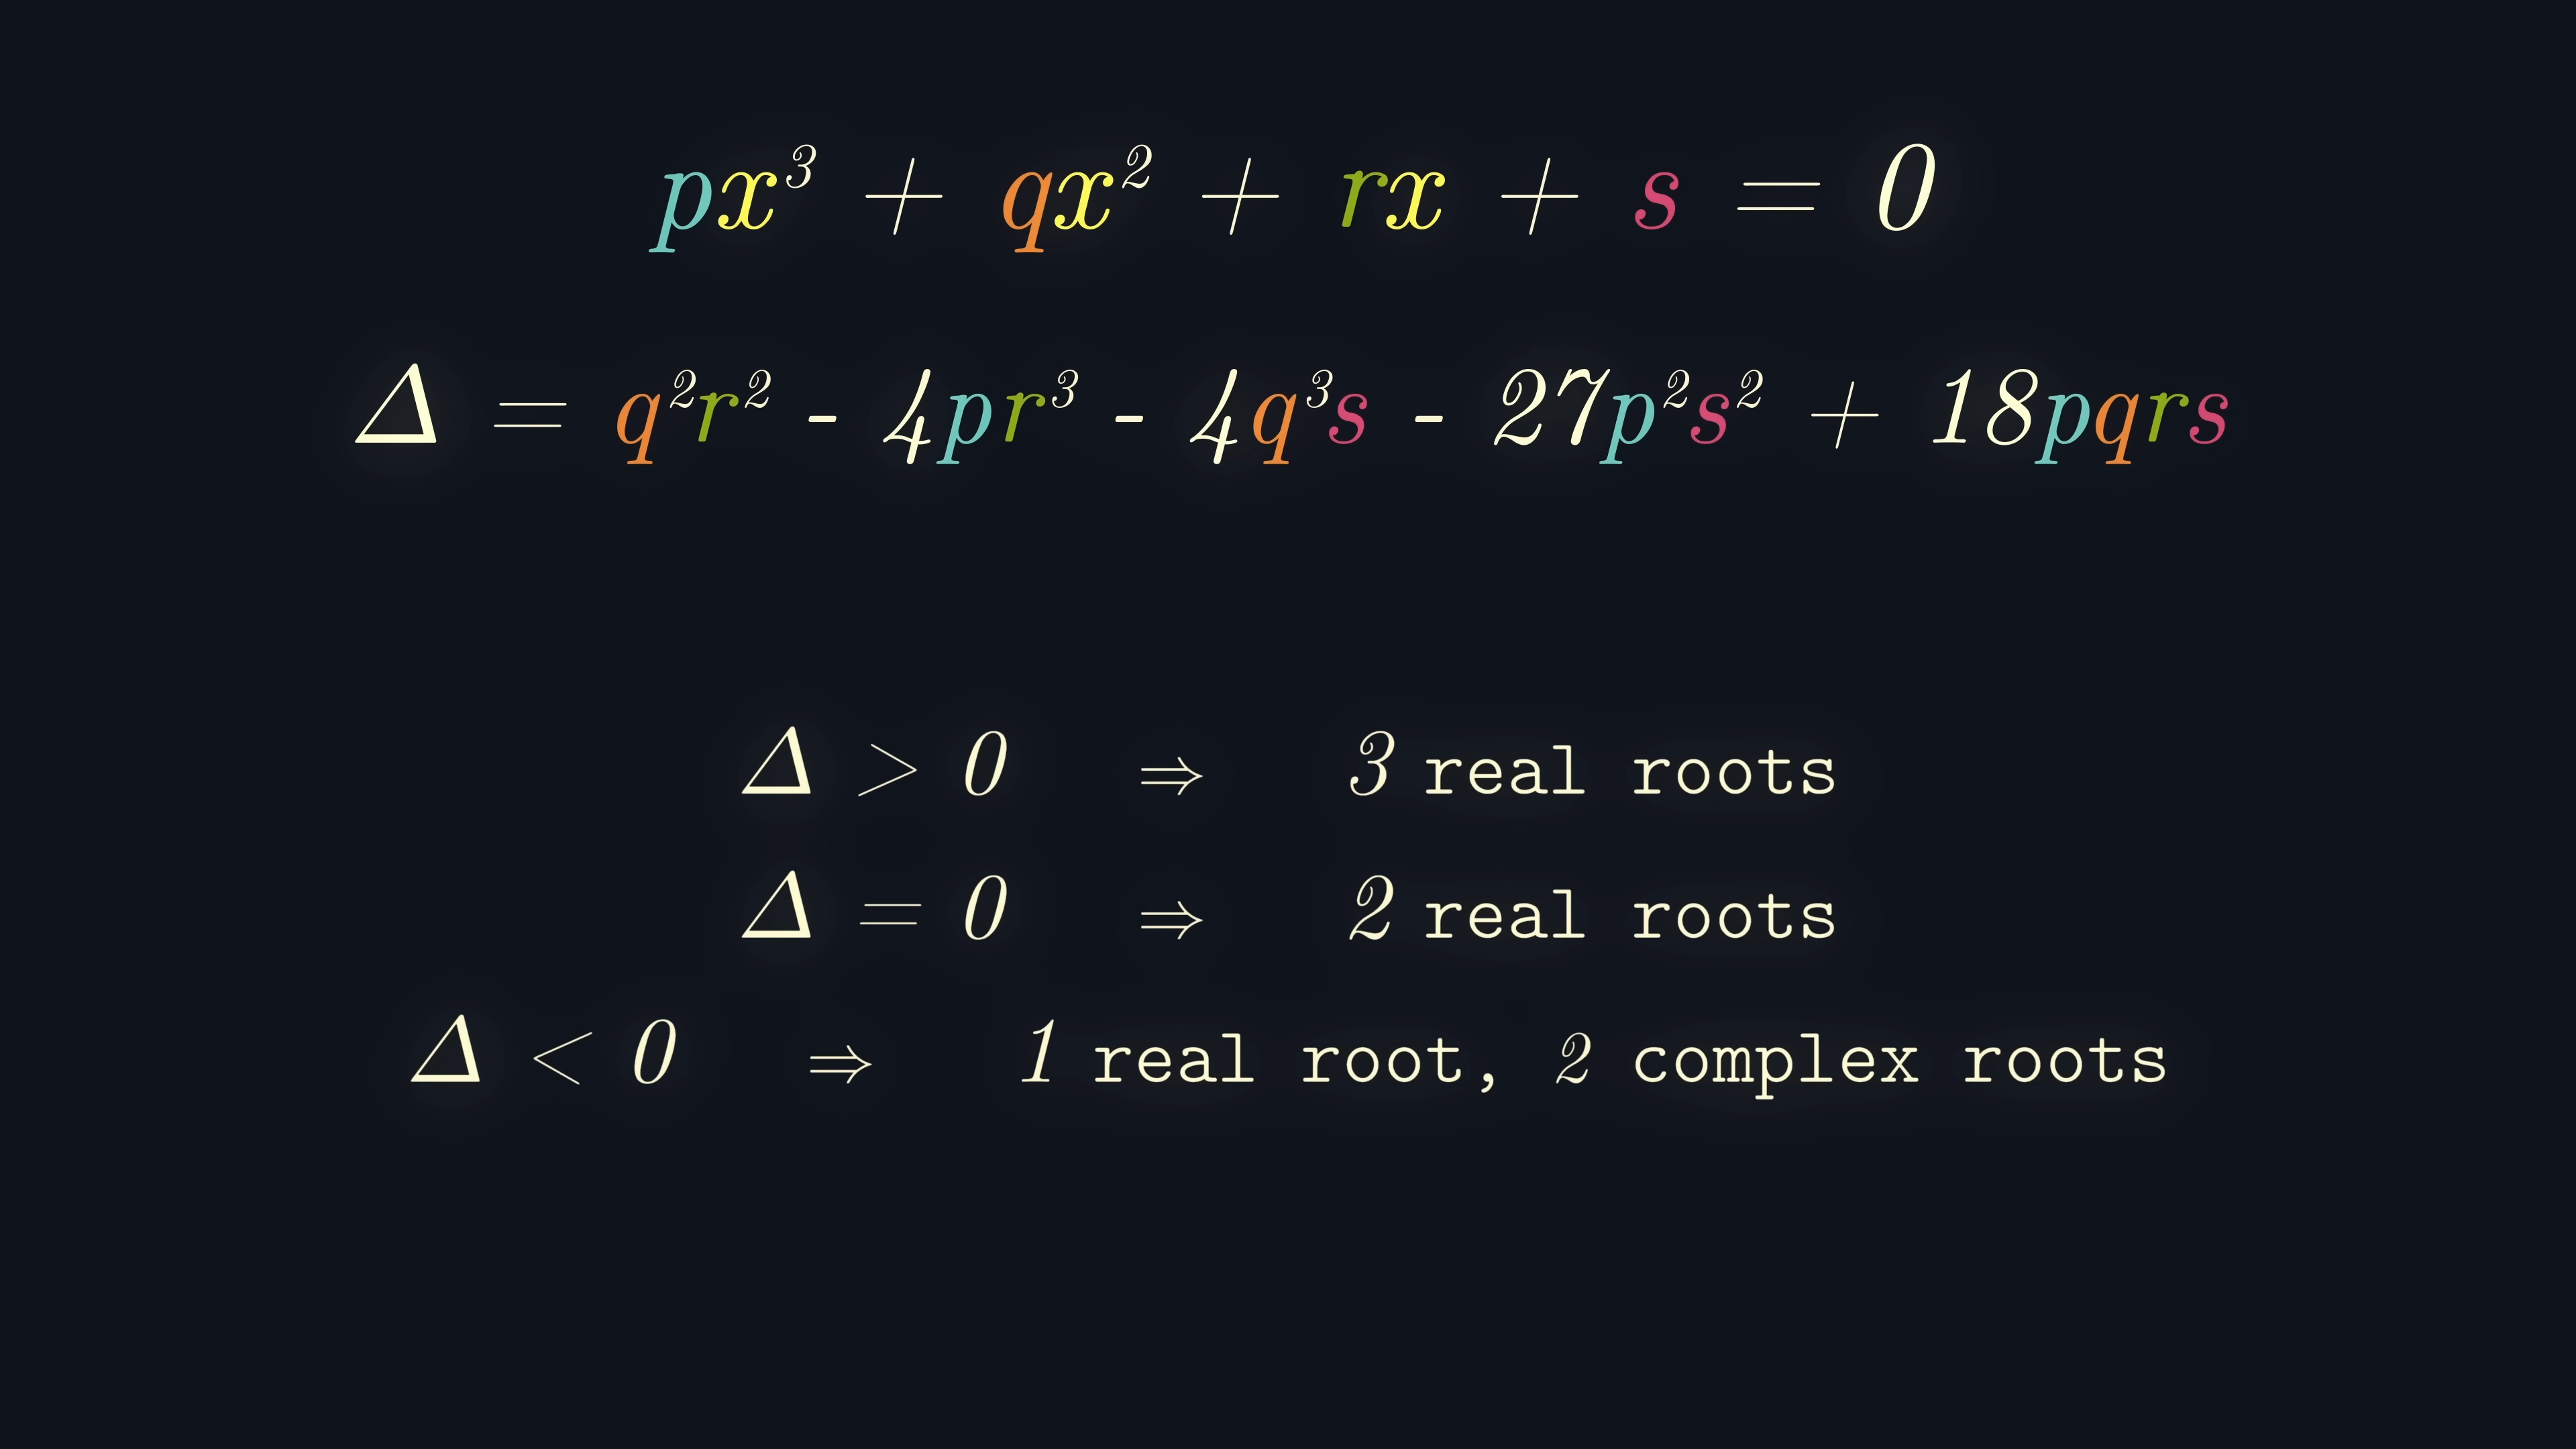 px³ + qx² + rx + s = 0
Δ = q²r² - 4pr³ - 4q³s - 27p²s² + 18pqrs
Δ > 0 ⇒ 3 real roots
Δ = 0 ⇒ 2 real roots
Δ < 0 ⇒ 1 real root, 2 complex roots